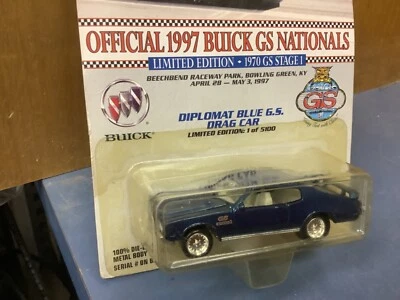 OFFICIAL 1997 BUICK GS NATIONALS
LIMITED EDITION • 1970 GS STAGE 1
BEECHBEND RACEWAY PARK, BOWLING GREEN, KY
APRIL 28 — MAY 3, 1997
DIPLOMAT BLUE G.S.
DRAG CAR
LIMITED EDITION: 1 of 5100
BUICK
GS
GS
100% DIE-
METAL BODY
SERIAL # ON B